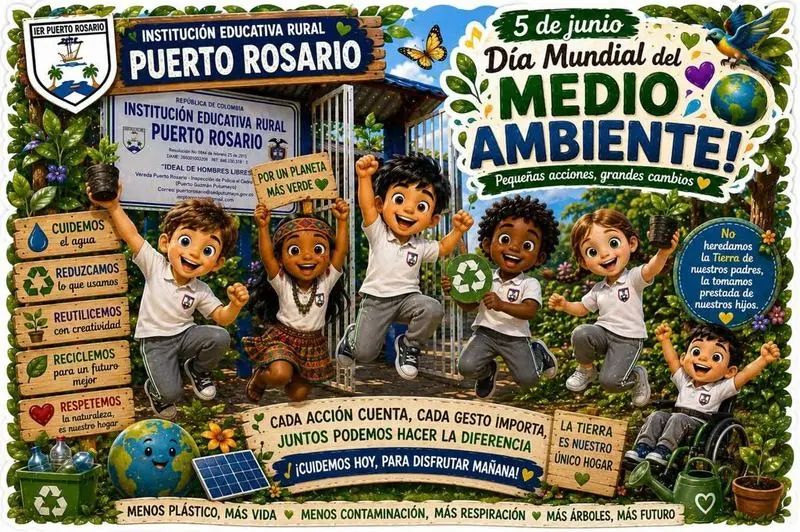 IER PUERTO ROSARIO
INSTITUCIÓN EDUCATIVA RURAL
PUERTO ROSARIO
REPÚBLICA DE COLOMBIA
INSTITUCIÓN EDUCATIVA RURAL
PUERTO ROSARIO
"IDEAL DE HOMBRES LIBRES"
5 de junio
Día Mundial del
MEDIO
AMBIENTE!
Pequeñas acciones, grandes cambios
POR UN PLANETA
MÁS VERDE
CUIDEMOS
el agua
REDUZCAMOS
lo que usamos
REUTILICEMOS
con creatividad
RECICLEMOS
para un futuro
mejor
RESPETEMOS
la naturaleza,
es nuestro hogar
No
heredamos
la Tierra de
nuestros padres,
la tomamos
prestada de
nuestros hijos.
CADA ACCIÓN CUENTA, CADA GESTO IMPORTA,
JUNTOS PODEMOS HACER LA DIFERENCIA
¡CUIDEMOS HOY, PARA DISFRUTAR MAÑANA!
LA TIERRA
ES NUESTRO
ÚNICO HOGAR
MENOS PLÁSTICO, MÁS VIDA
MENOS CONTAMINACIÓN, MÁS RESPIRACIÓN
MÁS ÁRBOLES, MÁS FUTURO